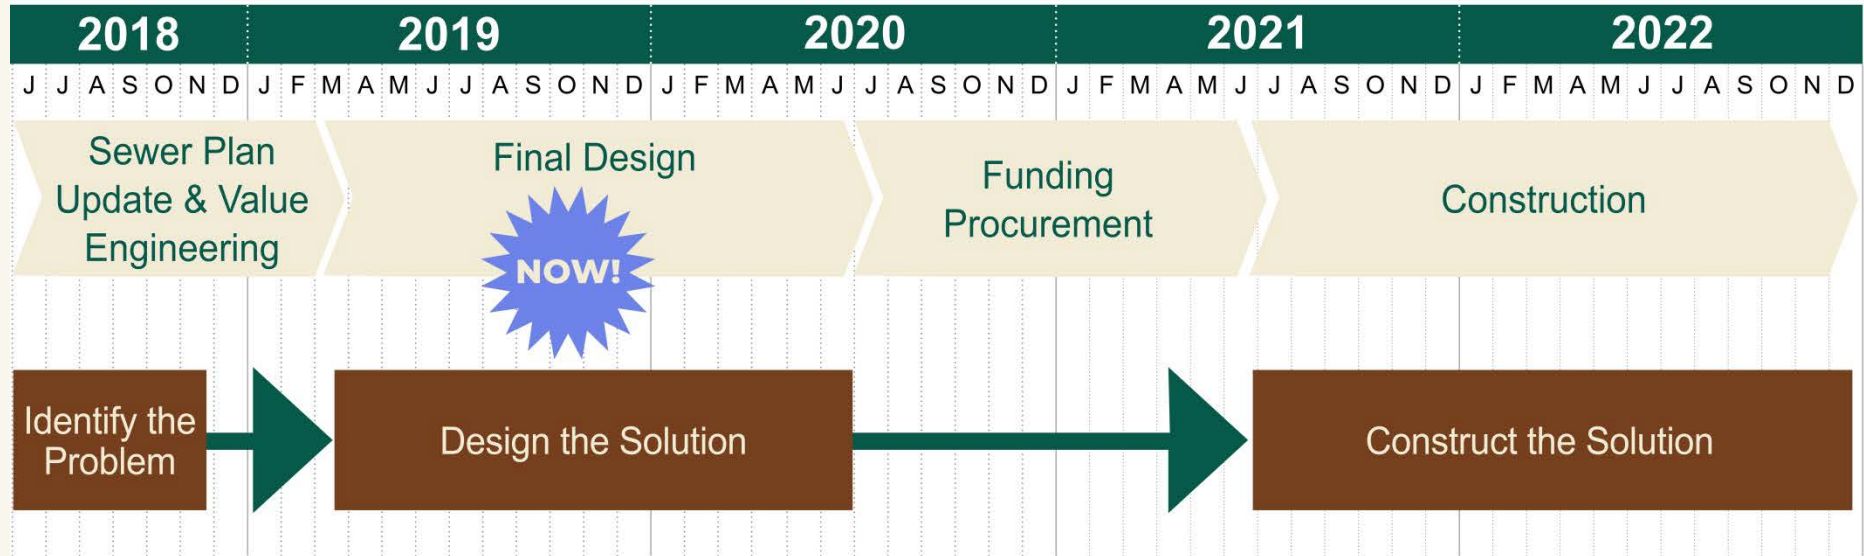 2018 2019 2020 2021 2022
J J A S O N D J F M A M J J A S O N D J F M A M J J A S O N D J F M A M J J A S O N D J F M A M J J A S O N D
Sewer Plan
Update & Value
Engineering
Final Design
NOW!
Funding
Procurement
Construction
Identify the
Problem
Design the Solution
Construct the Solution